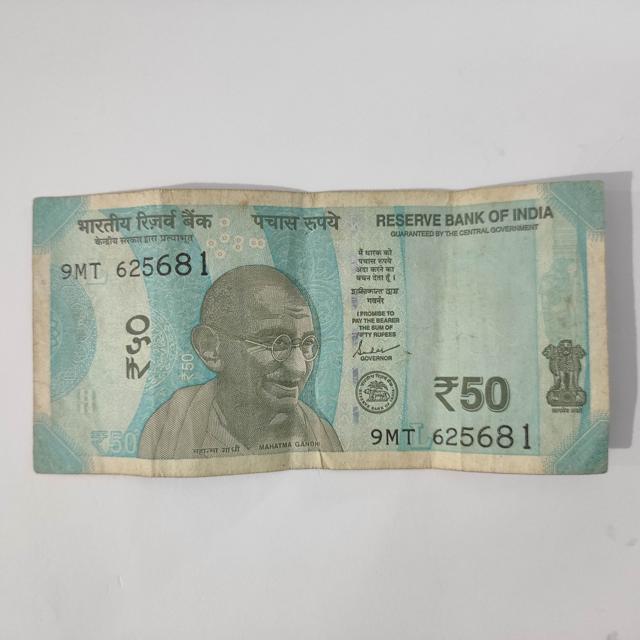 भारतीय रिज़र्व बैंक
केन्द्रीय सरकार द्वारा प्रत्याभूत
पचास रुपये
RESERVE BANK OF INDIA
GUARANTEED BY THE CENTRAL GOVERNMENT
9MT 625681
मैं धारक को
पचास रुपये
अदा करने का
वचन देता हूँ।
गवर्नर
I PROMISE TO
PAY THE BEARER
THE SUM OF
FIFTY RUPEES
GOVERNOR
₹५०
₹50
₹50
₹50
सत्यमेव जयते
महात्मा गांधी
MAHATMA GANDHI
9MT 625681